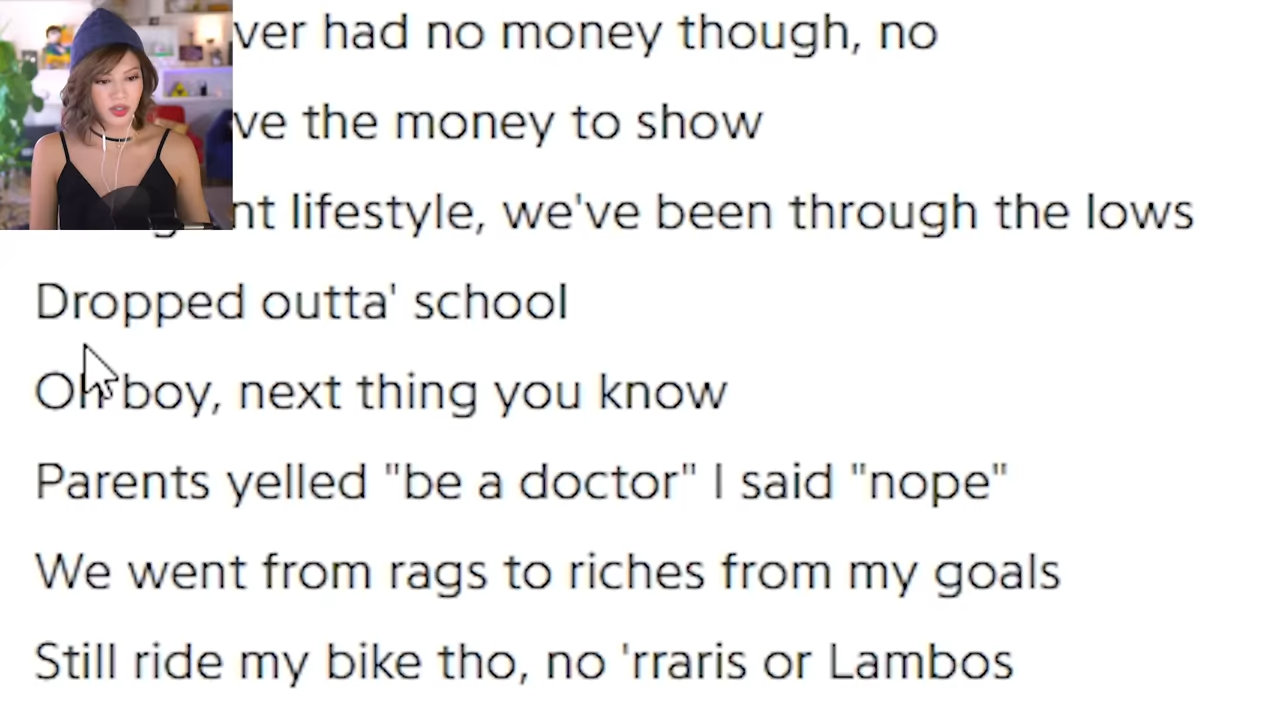 ver had no money though, no
ve the money to show
nt lifestyle, we've been through the lows
Dropped outta' school
Oh boy, next thing you know
Parents yelled "be a doctor" I said "nope"
We went from rags to riches from my goals
Still ride my bike tho, no 'rraris or Lambos